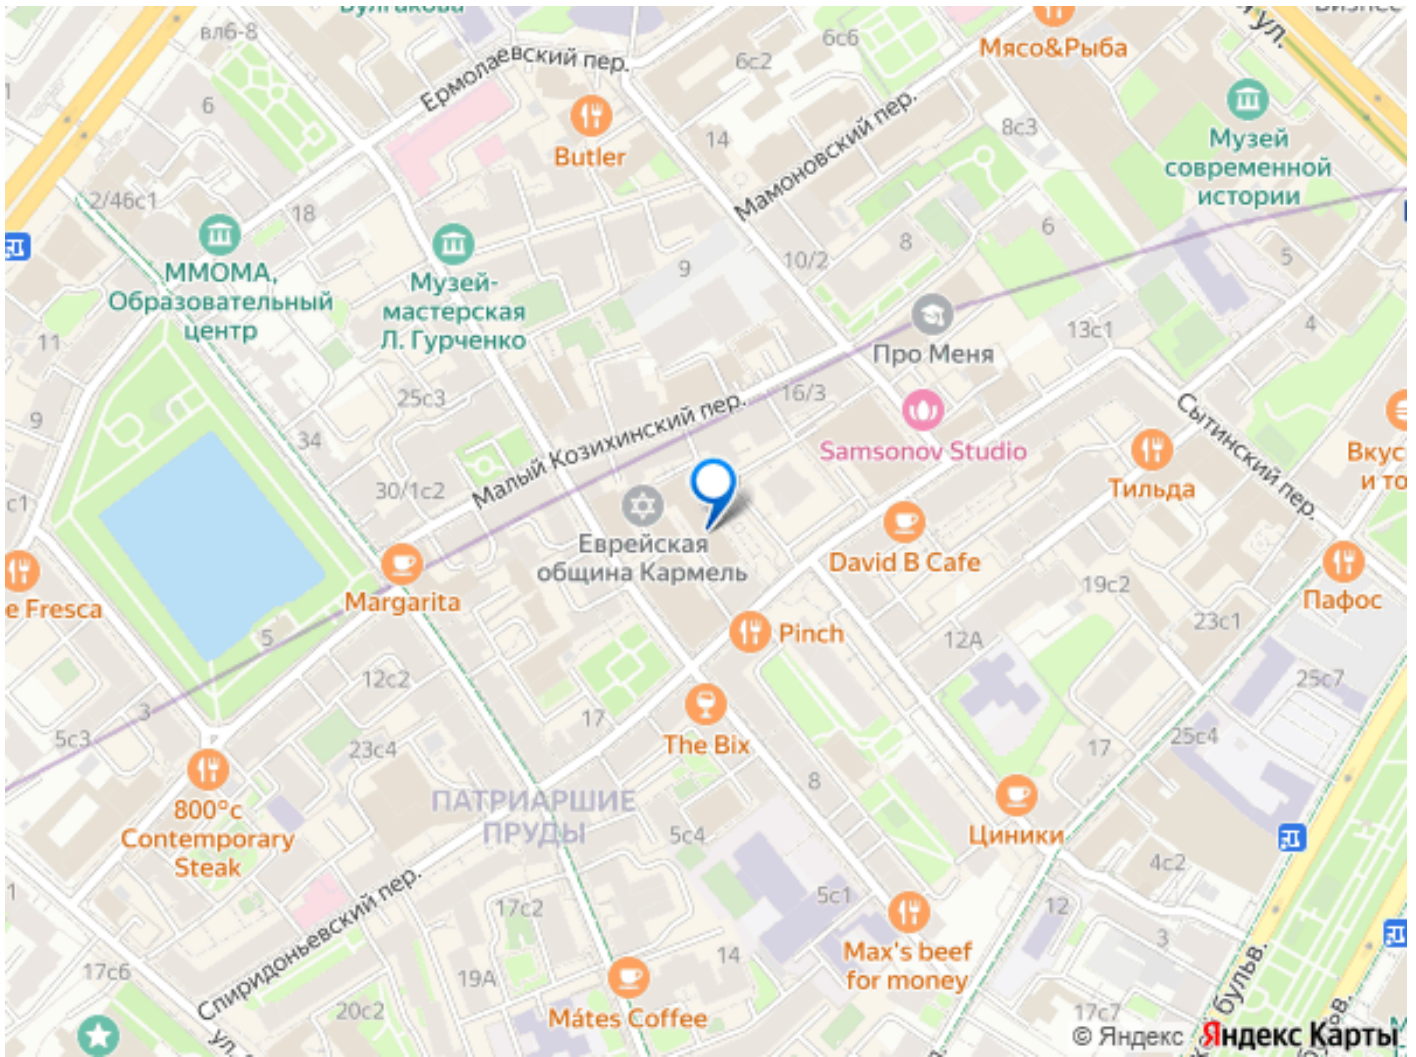 Булгакова
вл6-8
Ермолаевский пер.
6с6
6с2
Мясо&Рыба
ул.
6
Butler
14
Мамоновский пер.
8с3
Музей
современной
истории
2/46с1
18
ММОМА,
Образовательный
центр
Музей-
мастерская
Л. Гурченко
9
10/2
8
6
5
11
Про Меня
13с1
4
25с3
9
34
Малый Козихинский пер.
16/3
Samsonov Studio
Сытинский пер.
Тильда
Вкус
и то
30/1с2
с1
Еврейская
община Кармель
David B Cafe
e Fresca
Margarita
Pinch
19с2
Пафос
5
12А
23с1
12с2
3
5с3
17
The Bix
25с7
23с4
17
25с4
800°с
Contemporary
Steak
ПАТРИАРШИЕ
ПРУДЫ
8
5с4
Циники
4с2
Спиридоньевский пер.
17с2
5с1
12
3
Max's beef
for money
14
17с6
19А
20с2
Mátes Coffee
17с7
бульв.
ул.
© Яндекс Яндекс Карты